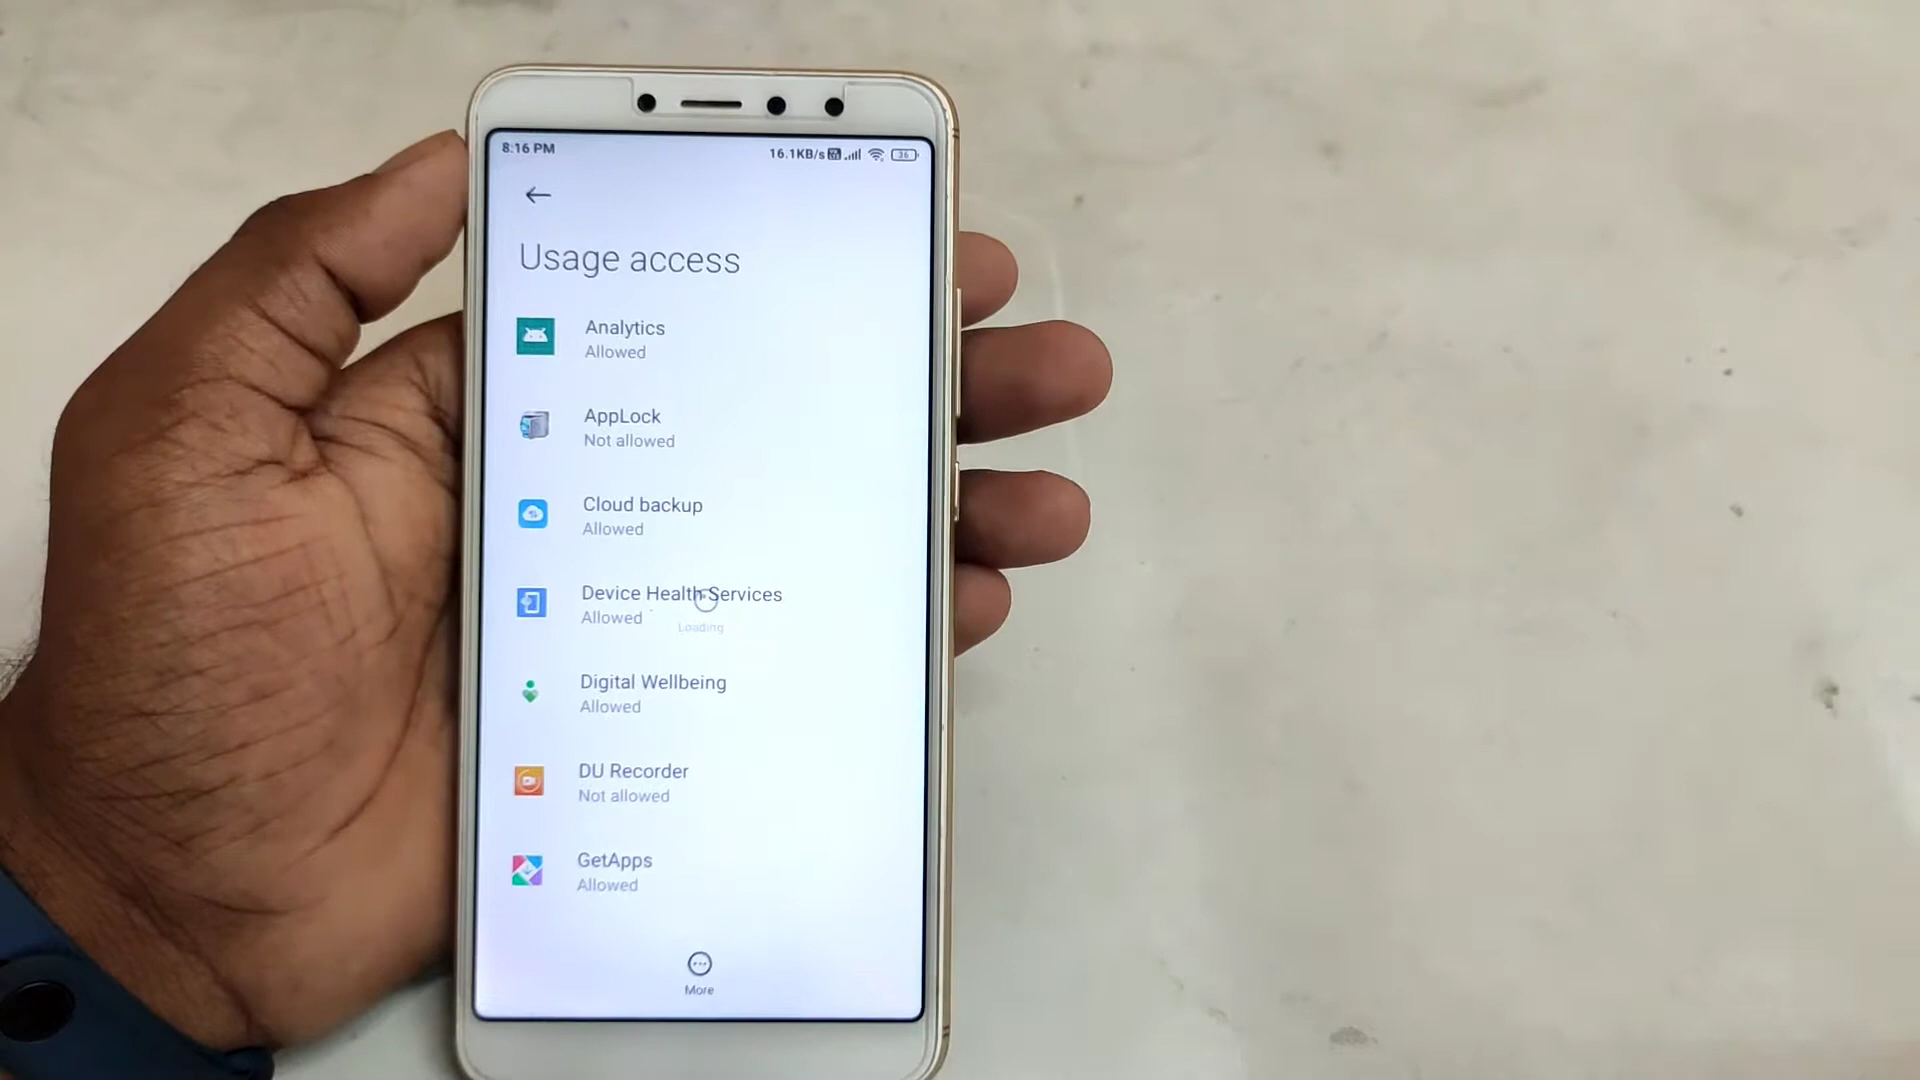 8:16 PM 16.1KB/s 36
Usage access
Analytics
Allowed
AppLock
Not allowed
Cloud backup
Allowed
Device Health Services
Allowed
Loading
Digital Wellbeing
Allowed
DU Recorder
Not allowed
GetApps
Allowed
More